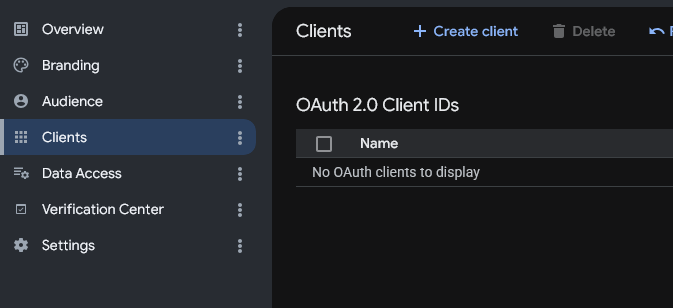 Overview
Branding
Audience
Clients
Data Access
Verification Center
Settings
Clients
Create client
Delete
OAuth 2.0 Client IDs
Name
No OAuth clients to display